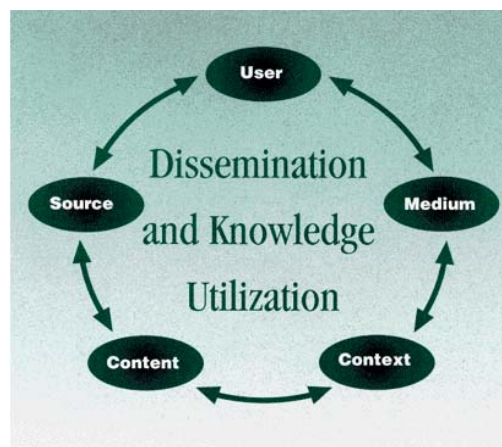 User
Dissemination
Source
Medium
and Knowledge
Utilization
Content
Context